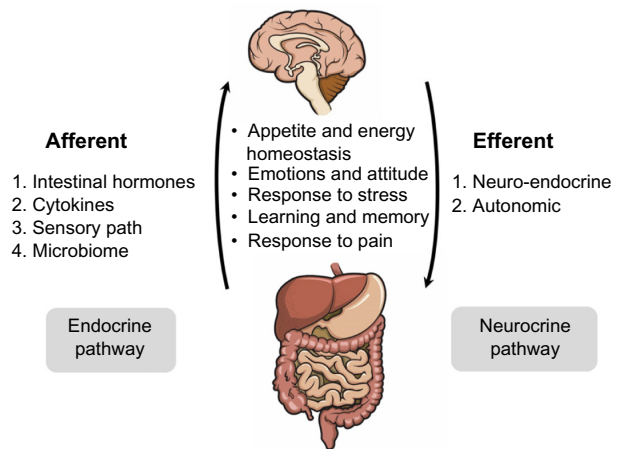 Afferent
1. Intestinal hormones
2. Cytokines
3. Sensory path
4. Microbiome
• Appetite and energy
homeostasis
• Emotions and attitude
• Response to stress
• Learning and memory
• Response to pain
Efferent
1. Neuro-endocrine
2. Autonomic
Endocrine
pathway
Neurocrine
pathway